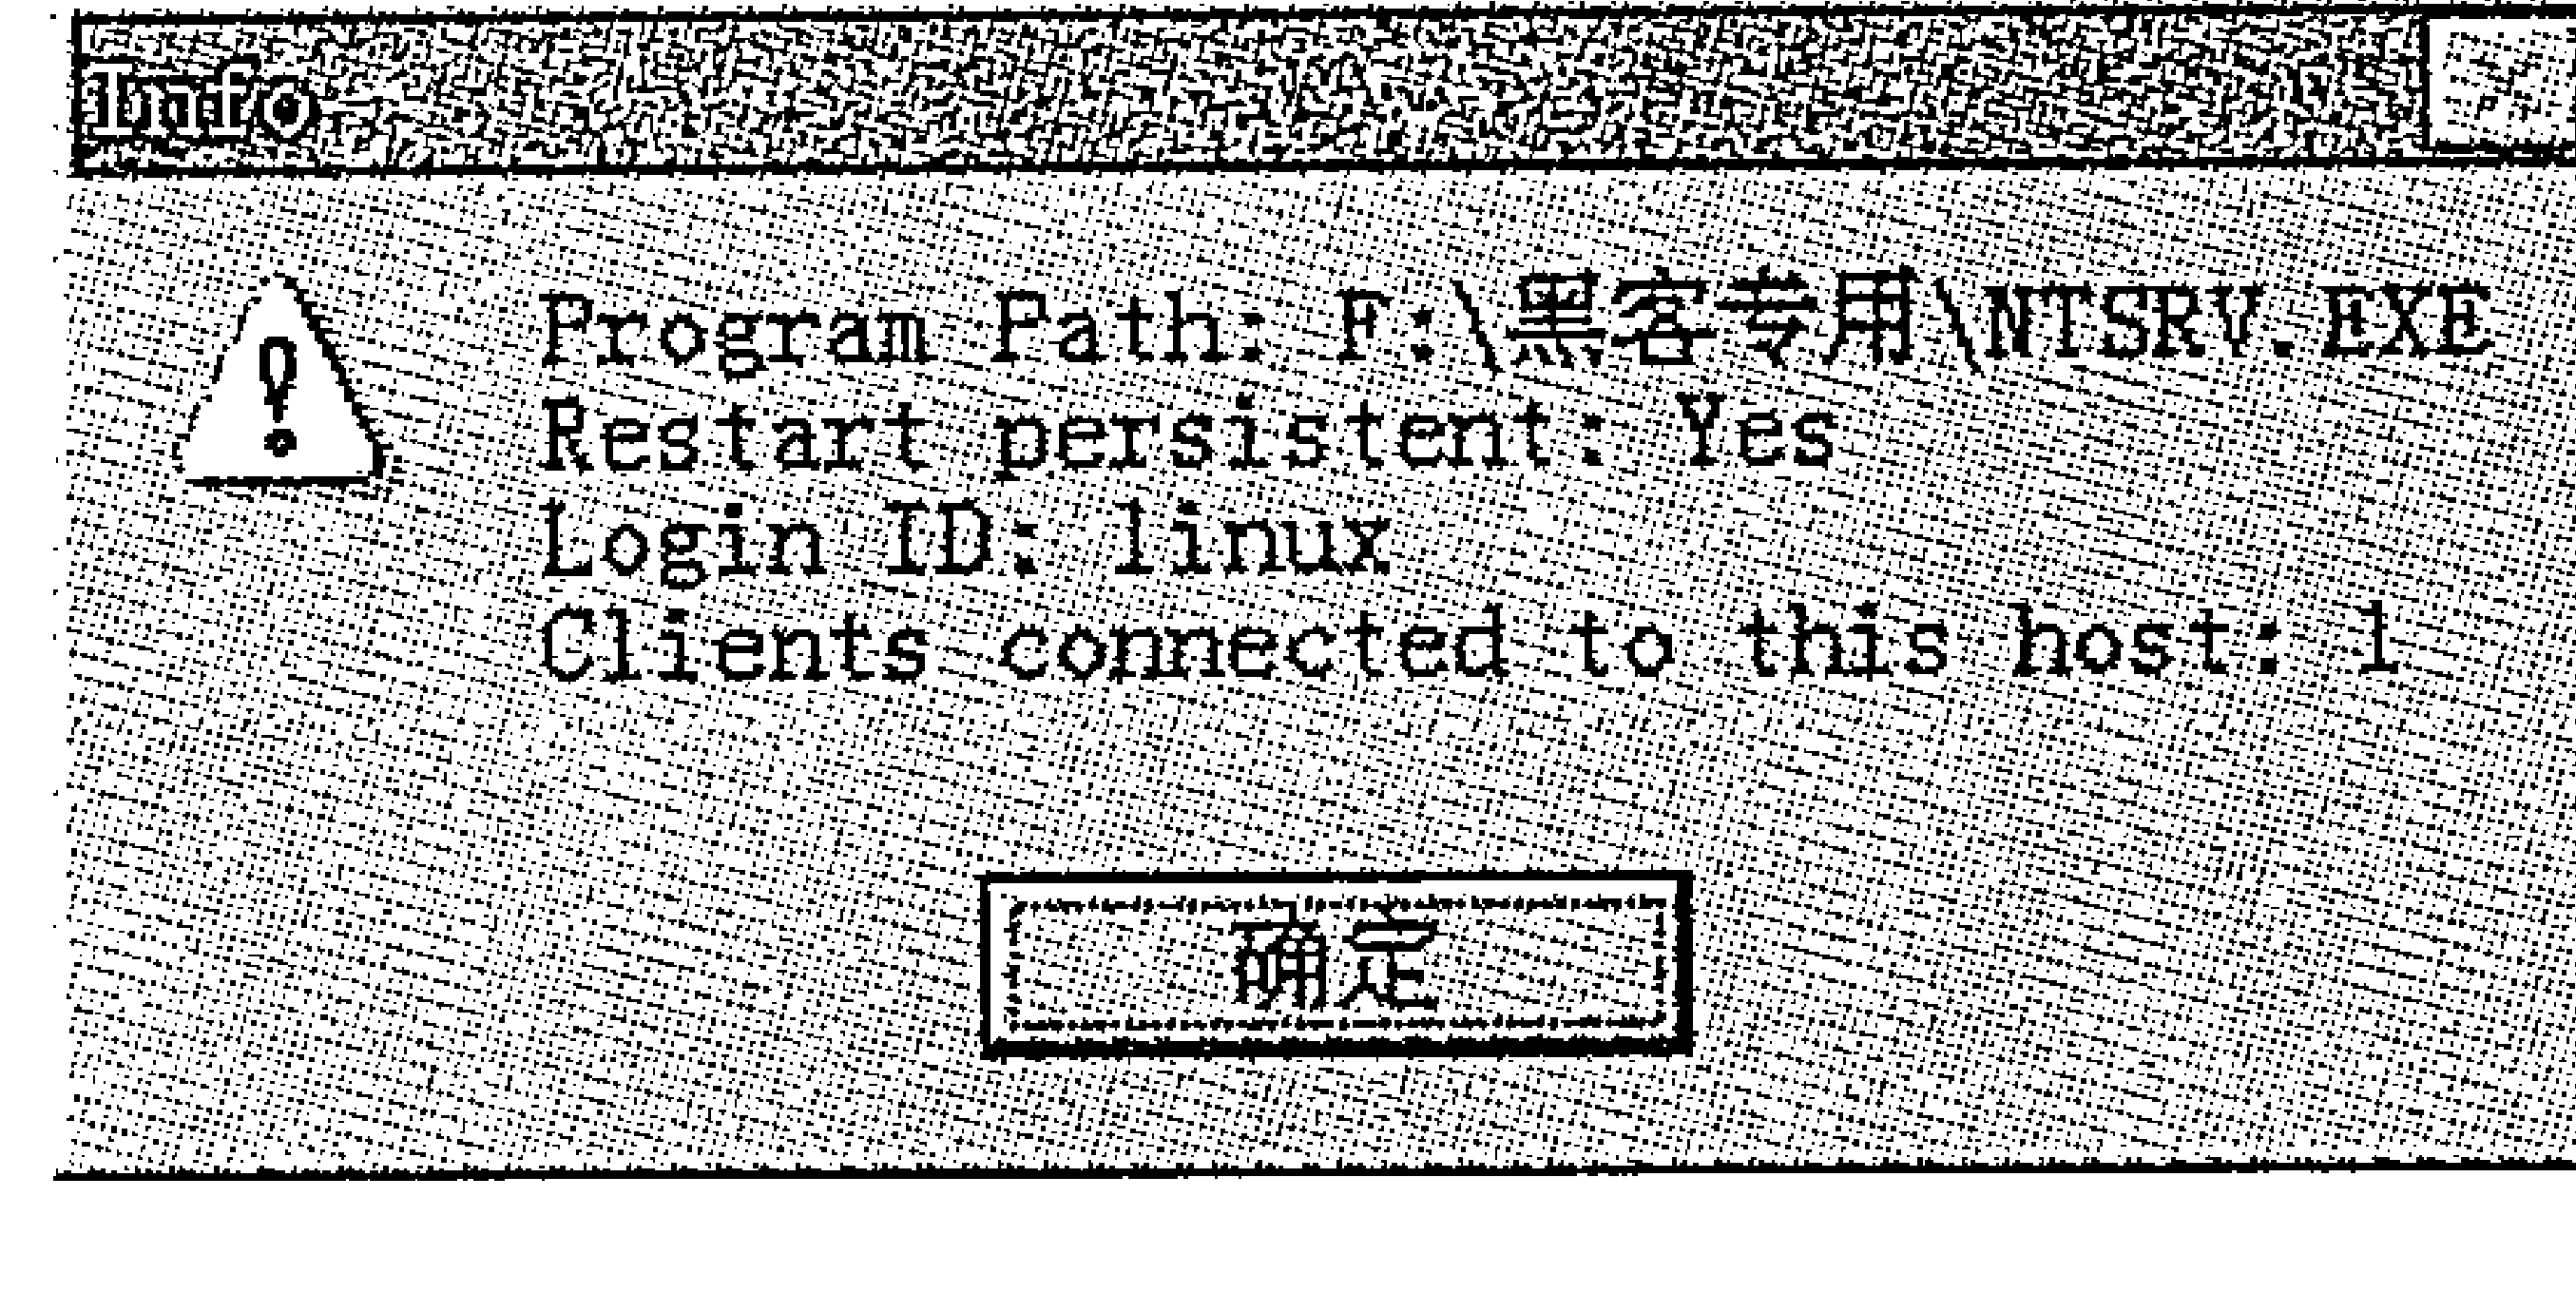 Info
Program Path: F:\黑客专用\NTSRV.EXE
Restart persistent: Yes
Login ID: linux
Clients connected to this host: 1
确定